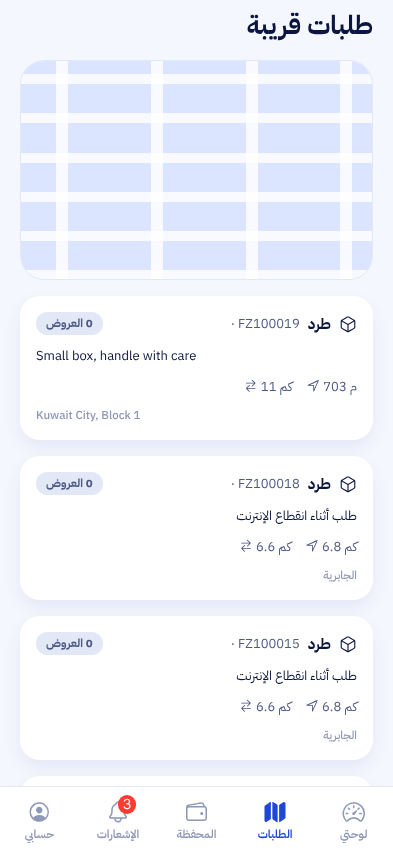 طلبات قريبة
طرد FZ100019 ·
0 العروض
Small box, handle with care
703 م 11 كم
Kuwait City, Block 1
طرد FZ100018 ·
0 العروض
طلب أثناء انقطاع الإنترنت
6.8 كم 6.6 كم
الجابرية
طرد FZ100015 ·
0 العروض
طلب أثناء انقطاع الإنترنت
6.8 كم 6.6 كم
الجابرية
لوحتي
الطلبات
المحفظة
3
الإشعارات
حسابي